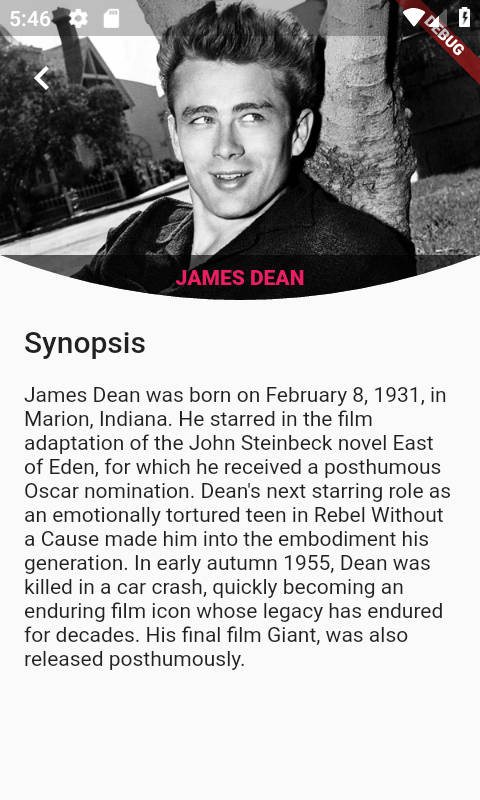 5:46
DEBUG
JAMES DEAN
Synopsis
James Dean was born on February 8, 1931, in
Marion, Indiana. He starred in the film
adaptation of the John Steinbeck novel East
of Eden, for which he received a posthumous
Oscar nomination. Dean's next starring role as
an emotionally tortured teen in Rebel Without
a Cause made him into the embodiment his
generation. In early autumn 1955, Dean was
killed in a car crash, quickly becoming an
enduring film icon whose legacy has endured
for decades. His final film Giant, was also
released posthumously.